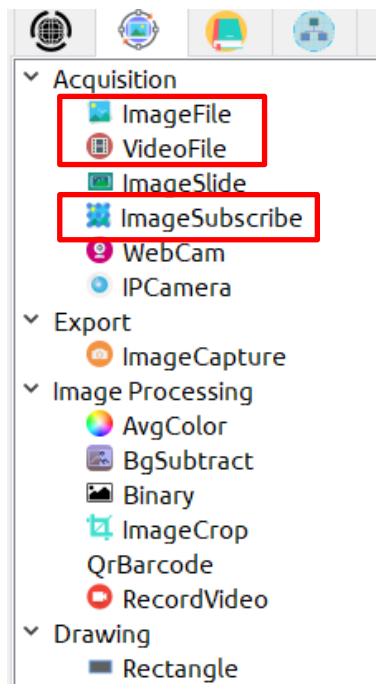 Acquisition
ImageFile
VideoFile
ImageSlide
ImageSubscribe
WebCam
IPCamera
Export
ImageCapture
Image Processing
AvgColor
BgSubtract
Binary
ImageCrop
QrBarcode
RecordVideo
Drawing
Rectangle